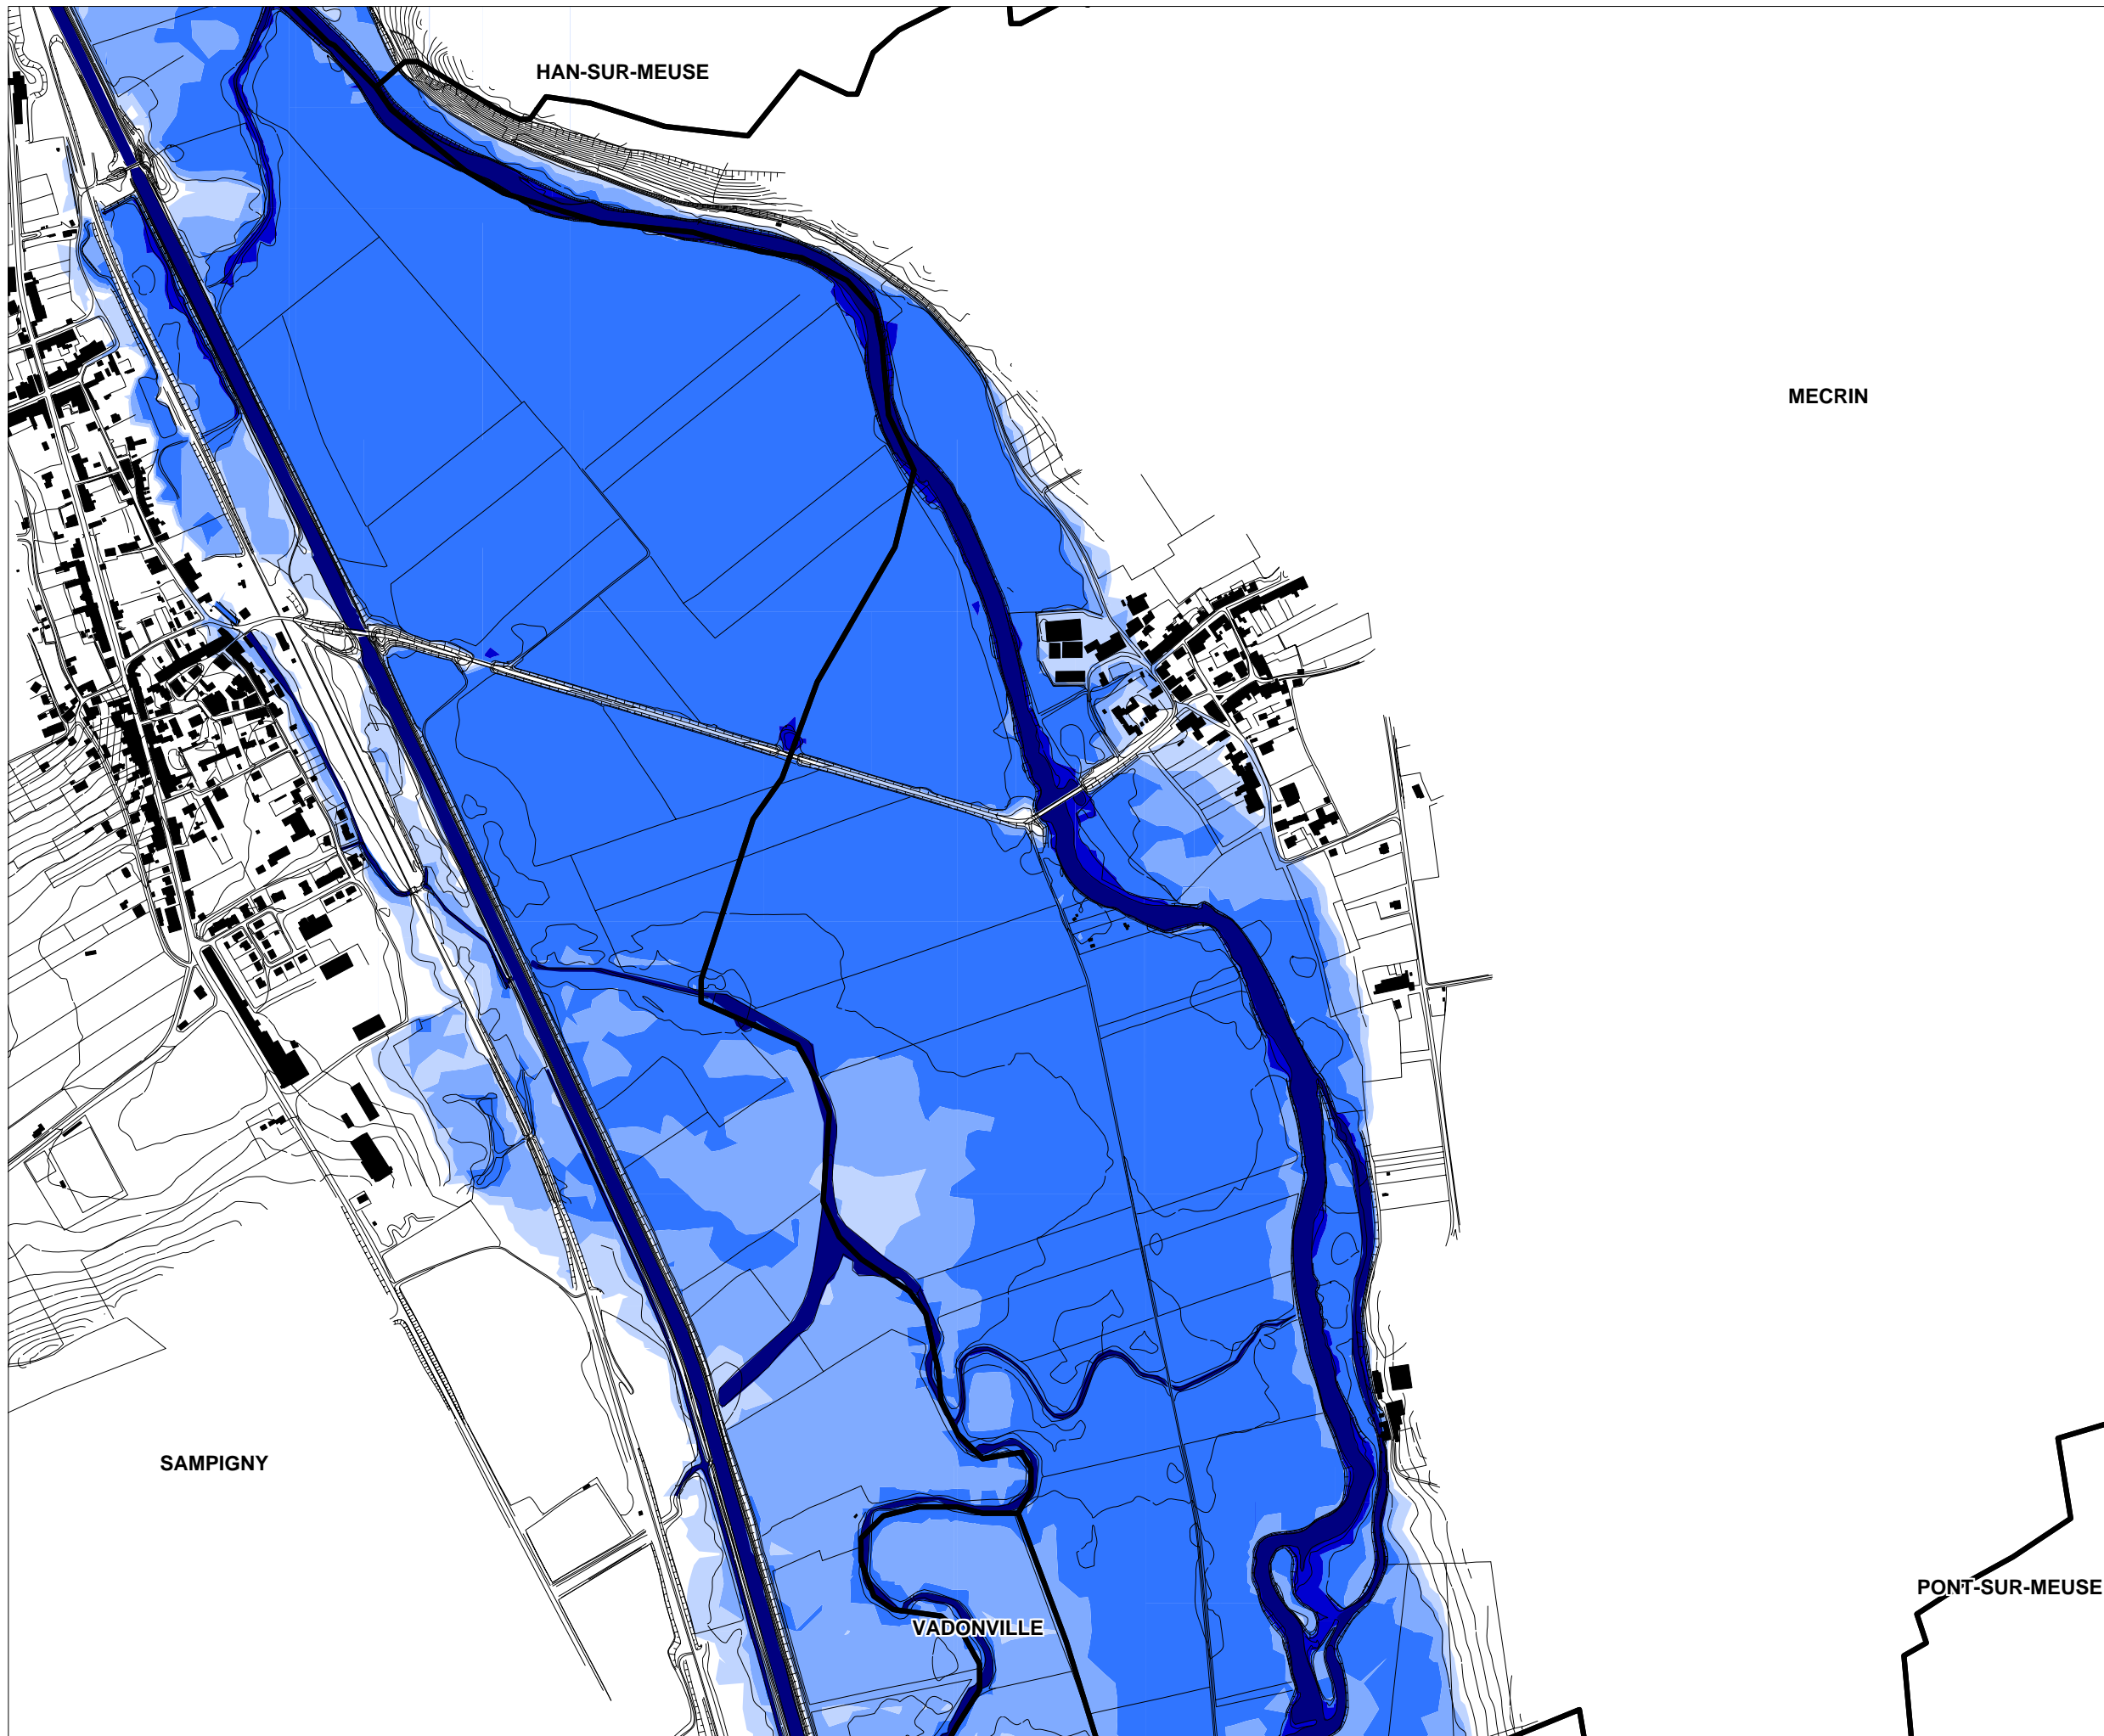 HAN-SUR-MEUSE
MECRIN
SAMPIGNY
PONT-SUR-MEUSE
VADONVILLE